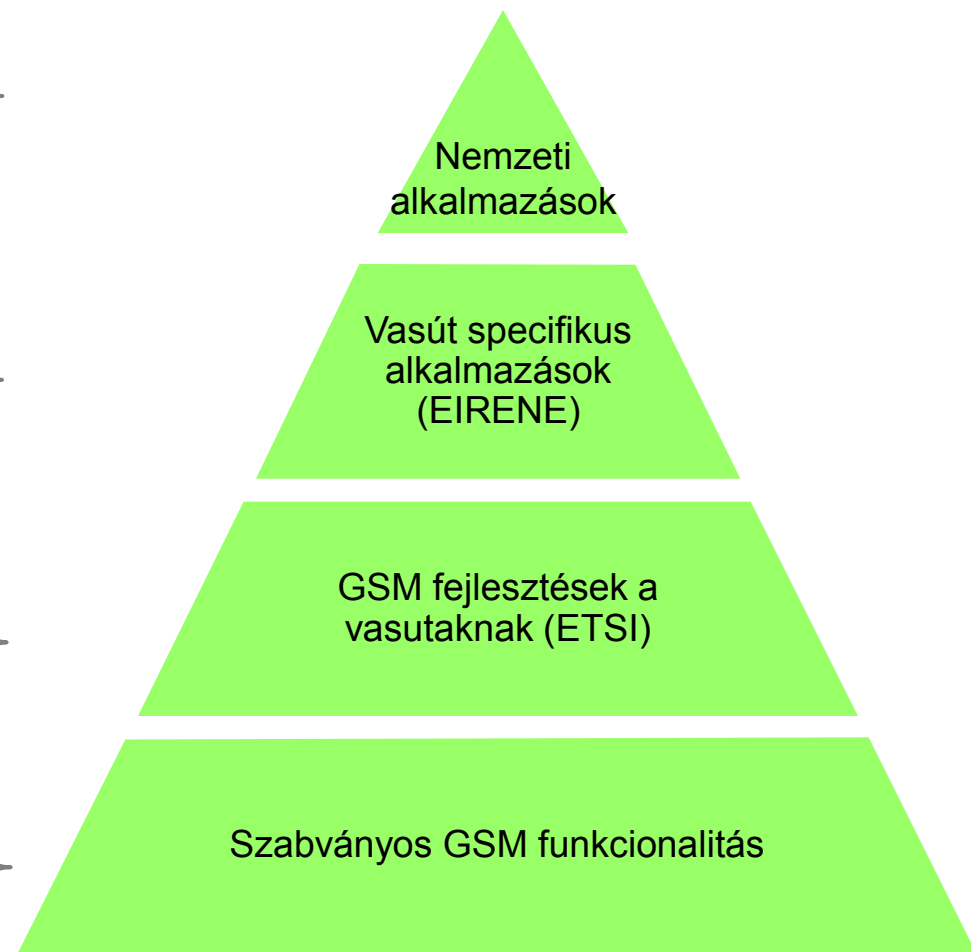 Nemzeti
alkalmazások
Vasút specifikus
alkalmazások
(EIRENE)
GSM fejlesztések a
vasutaknak (ETSI)
Szabványos GSM funkcionalitás